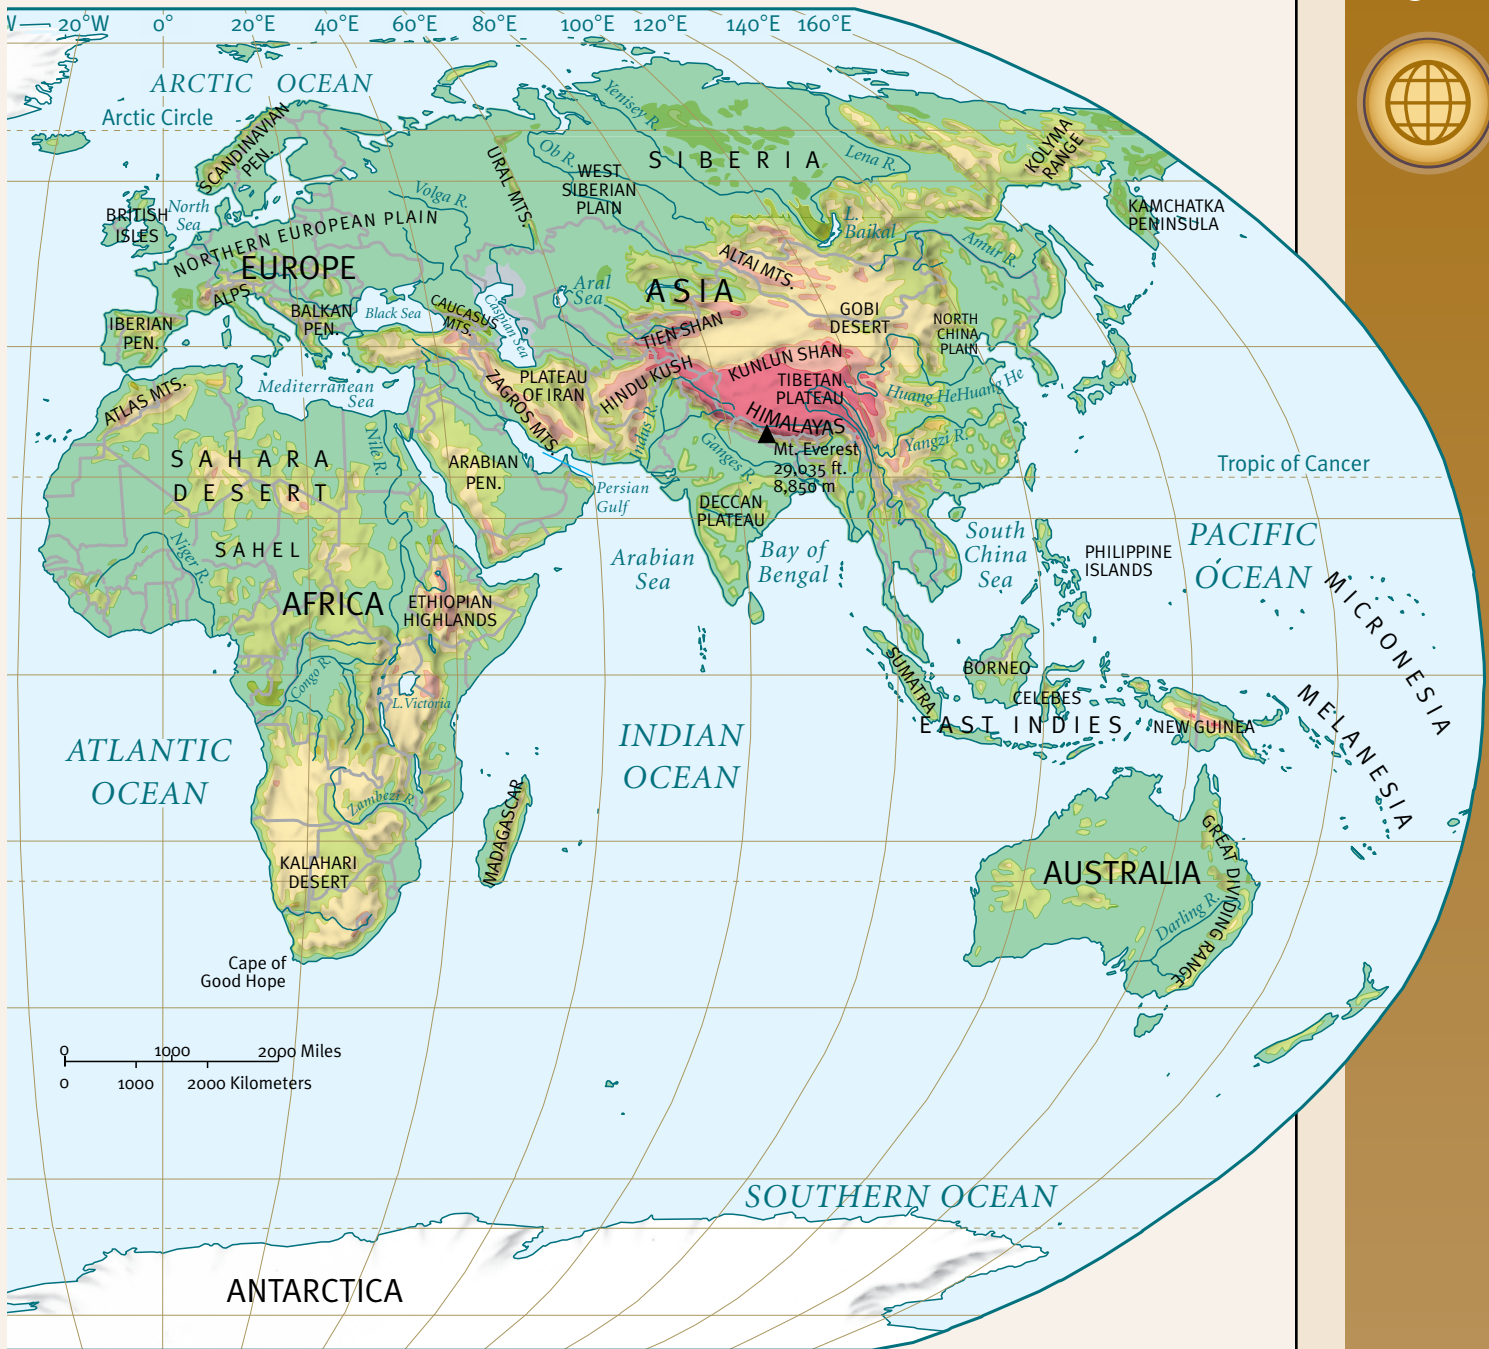 W
20°W
0°
20°E
40°E
60°E
80°E
100°E
120°E
140°E
160°E
ARCTIC OCEAN
Arctic Circle
SCANDINAVIAN
PEN.
Yenisey R.
Ob R.
URAL MTS.
WEST
SIBERIAN
PLAIN
SIBERIA
Lena R.
KOLYMA
RANGE
KAMCHATKA
PENINSULA
BRITISH
ISLES
North
Sea
Volga R.
NORTHERN EUROPEAN PLAIN
EUROPE
L.
Baikal
Amur R.
ALTAI MTS.
ASIA
Aral
Sea
ALPS
IBERIAN
PEN.
BALKAN
PEN.
Black Sea
CAUCASUS
MTS.
Caspian Sea
TIEN SHAN
GOBI
DESERT
NORTH
CHINA
PLAIN
KUNLUN SHAN
HINDU KUSH
PLATEAU
OF IRAN
ZAGROS MTS.
TIBETAN
PLATEAU
Huang He
Huang He
HIMALAYAS
Yangzi R.
Mt. Everest
29,035 ft.
8,850 m
Mediterranean
Sea
ATLAS MTS.
Nile R.
SAHARA
DESERT
ARABIAN
PEN.
Indus R.
Ganges R.
Persian
Gulf
DECCAN
PLATEAU
Tropic of Cancer
SAHEL
Niger R.
Arabian
Sea
Bay of
Bengal
South
China
Sea
PHILIPPINE
ISLANDS
PACIFIC
OCEAN
MICRONESIA
AFRICA
ETHIOPIAN
HIGHLANDS
Congo R.
L.Victoria
SUMATRA
BORNEO
CELEBES
EAST INDIES
NEW GUINEA
MELANESIA
ATLANTIC
OCEAN
INDIAN
OCEAN
Zambezi R.
MADAGASCAR
KALAHARI
DESERT
AUSTRALIA
GREAT DIVIDING RANGE
Darling R.
Cape of
Good Hope
0 1000 2000 Miles
0 1000 2000 Kilometers
SOUTHERN OCEAN
ANTARCTICA